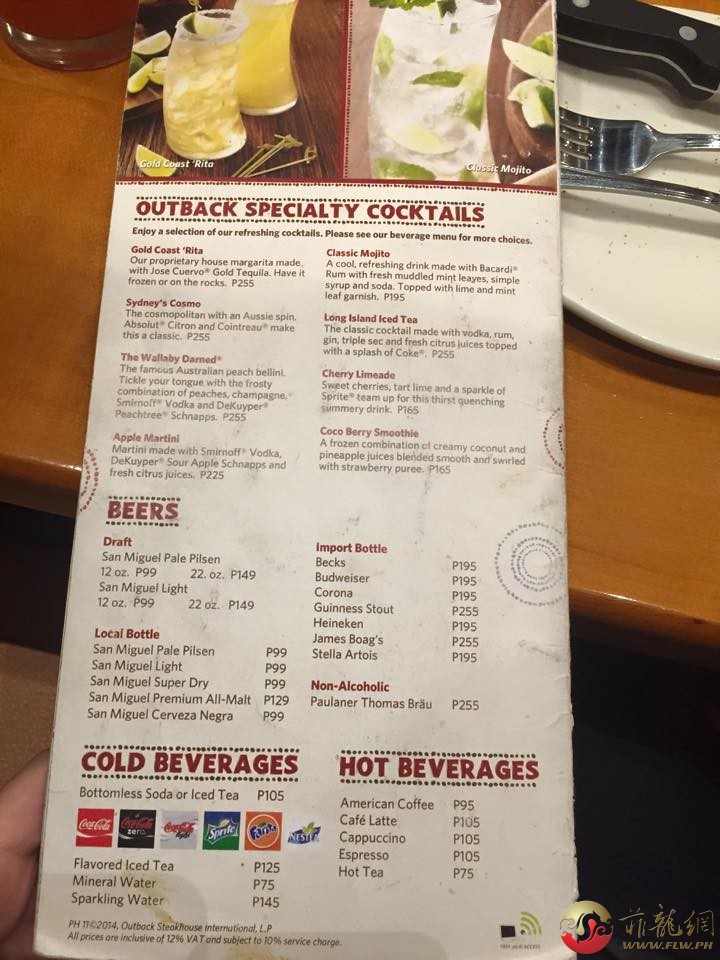 Gold Coast 'Rita
Classic Mojito
OUTBACK SPECIALTY COCKTAILS
Enjoy a selection of our refreshing cocktails. Please see our beverage menu for more choices.
Gold Coast 'Rita
Our proprietary house margarita made
with Jose Cuervo® Gold Tequila. Have it
frozen or on the rocks. P255
Sydney's Cosmo
The cosmopolitan with an Aussie spin.
Absolut® Citron and Cointreau® make
this a classic. P255
The Wallaby Darned®
The famous Australian peach bellini.
Tickle your tongue with the frosty
combination of peaches, champagne,
Smirnoff® Vodka and DeKuyper®
Peachtree® Schnapps. P255
Apple Martini
Martini made with Smirnoff® Vodka,
DeKuyper® Sour Apple Schnapps and
fresh citrus juices. P225
Classic Mojito
A cool, refreshing drink made with Bacardi®
Rum with fresh muddled mint leaves, simple
syrup and soda. Topped with lime and mint
leaf garnish. P195
Long Island Iced Tea
The classic cocktail made with vodka, rum,
gin, triple sec and fresh citrus juices topped
with a splash of Coke®. P255
Cherry Limeade
Sweet cherries, tart lime and a sparkle of
Sprite® team up for this thirst quenching
summery drink. P165
Coco Berry Smoothie
A frozen combination of creamy coconut and
pineapple juices blended smooth and swirled
with strawberry puree. P165
BEERS
Draft
San Miguel Pale Pilsen
12 oz. P99 22. oz. P149
San Miguel Light
12 oz. P99 22 oz. P149
Local Bottle
San Miguel Pale Pilsen P99
San Miguel Light P99
San Miguel Super Dry P99
San Miguel Premium All-Malt P129
San Miguel Cerveza Negra P99
Import Bottle
Becks P195
Budweiser P195
Corona P195
Guinness Stout P255
Heineken P195
James Boag's P255
Stella Artois P195
Non-Alcoholic
Paulaner Thomas Bräu P255
COLD BEVERAGES
Bottomless Soda or Iced Tea P105
Coca-Cola
Coca-Cola zero
Coca-Cola light
Sprite
Fanta
NESTEA
Flavored Iced Tea P125
Mineral Water P75
Sparkling Water P145
HOT BEVERAGES
American Coffee P95
Café Latte P105
Cappuccino P105
Espresso P105
Hot Tea P75
PH 11©2014, Outback Steakhouse International, L.P
All prices are inclusive of 12% VAT and subject to 10% service charge.
FREE Wi-Fi ACCESS
菲龍網
WWW.FLW.PH